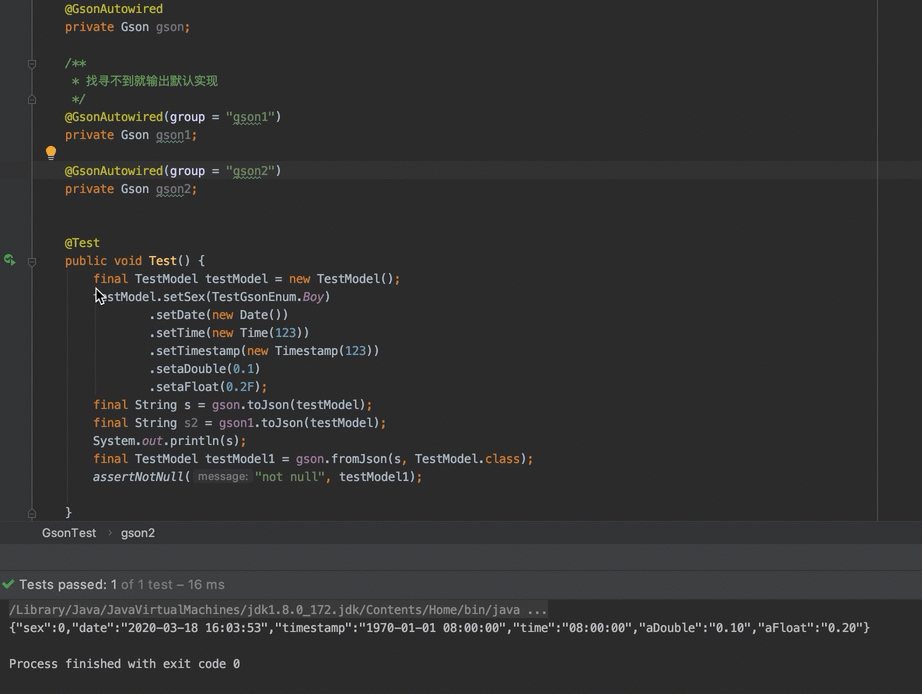 @GsonAutowired
private Gson gson;
/**
* 找寻不到就输出默认实现
*/
@GsonAutowired(group = "gson1")
private Gson gson1;
@GsonAutowired(group = "gson2")
private Gson gson2;
@Test
public void Test() {
final TestModel testModel = new TestModel();
testModel.setSex(TestGsonEnum.Boy)
.setDate(new Date())
.setTime(new Time(123))
.setTimestamp(new Timestamp(123))
.setaDouble(0.1)
.setaFloat(0.2F);
final String s = gson.toJson(testModel);
final String s2 = gson1.toJson(testModel);
System.out.println(s);
final TestModel testModel1 = gson.fromJson(s, TestModel.class);
assertNotNull( message: "not null", testModel1);
}
GsonTest › gson2
Tests passed: 1 of 1 test – 16 ms
/Library/Java/JavaVirtualMachines/jdk1.8.0_172.jdk/Contents/Home/bin/java ...
{"sex":0,"date":"2020-03-18 16:03:53","timestamp":"1970-01-01 08:00:00","time":"08:00:00","aDouble":"0.10","aFloat":"0.20"}
Process finished with exit code 0